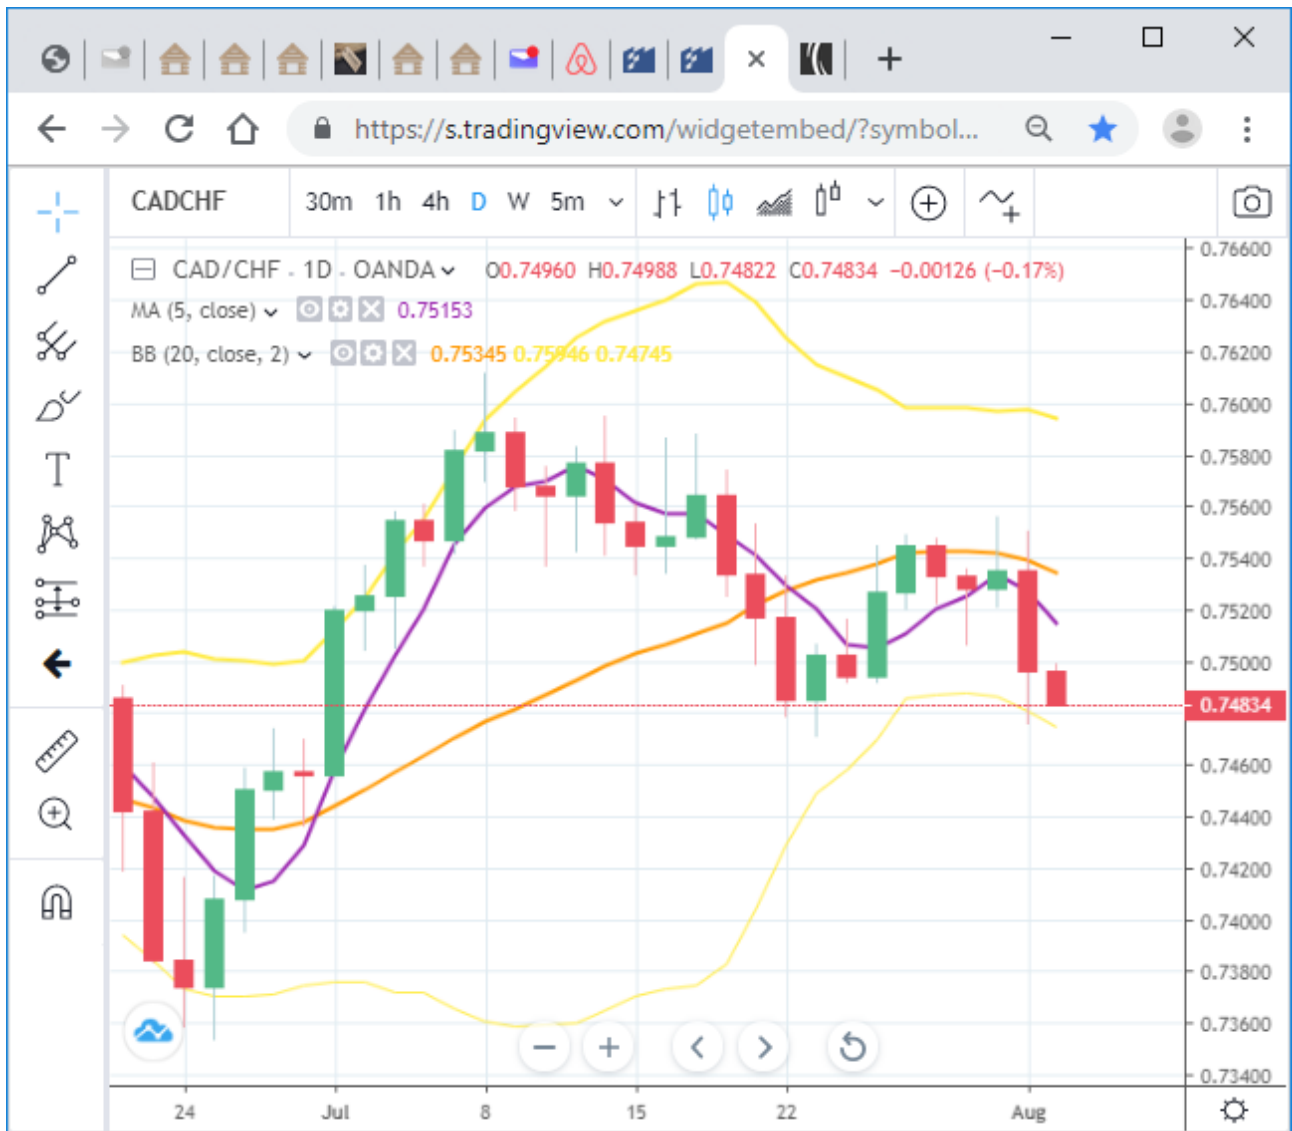 https://s.tradingview.com/widgetembed/?symbol...
CADCHF 30m 1h 4h D W 5m
CAD/CHF - 1D - OANDA O0.74960 H0.74988 L0.74822 C0.74834 −0.00126 (−0.17%)
MA (5, close) 0.75153
BB (20, close, 2) 0.75345 0.75946 0.74745
0.76600
0.76400
0.76200
0.76000
0.75800
0.75600
0.75400
0.75200
0.75000
0.74834
0.74600
0.74400
0.74200
0.74000
0.73800
0.73600
0.73400
24 Jul 8 15 22 Aug